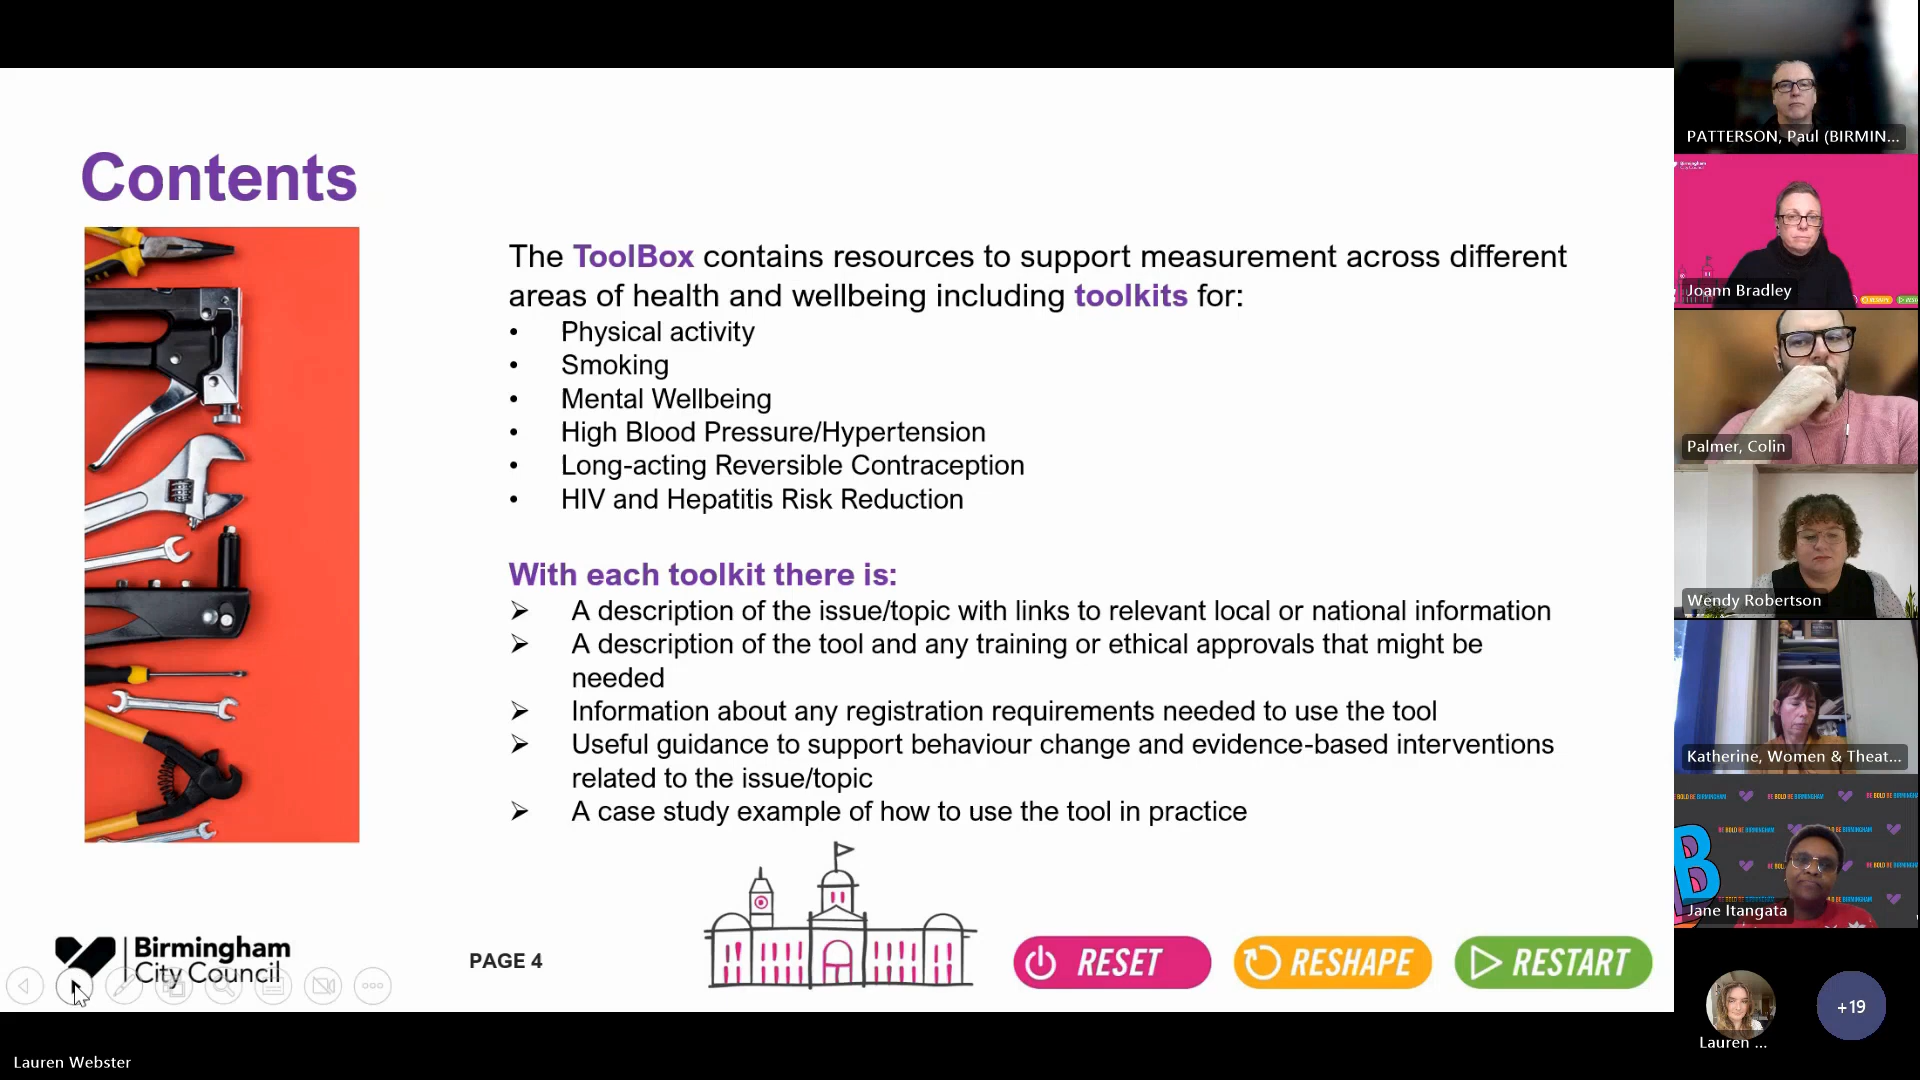 Contents
The ToolBox contains resources to support measurement across different
areas of health and wellbeing including toolkits for:
• Physical activity
• Smoking
• Mental Wellbeing
• High Blood Pressure/Hypertension
• Long-acting Reversible Contraception
• HIV and Hepatitis Risk Reduction
With each toolkit there is:
➢ A description of the issue/topic with links to relevant local or national information
➢ A description of the tool and any training or ethical approvals that might be
needed
➢ Information about any registration requirements needed to use the tool
➢ Useful guidance to support behaviour change and evidence-based interventions
related to the issue/topic
➢ A case study example of how to use the tool in practice
Birmingham
City Council
PAGE 4
RESET
RESHAPE
RESTART
Lauren Webster
PATTERSON, Paul (BIRMIN...
Joann Bradley
Palmer, Colin
Wendy Robertson
Katherine, Women & Theat...
BE BOLD BE BIRMINGHAM
Jane Itangata
Lauren ...
+19